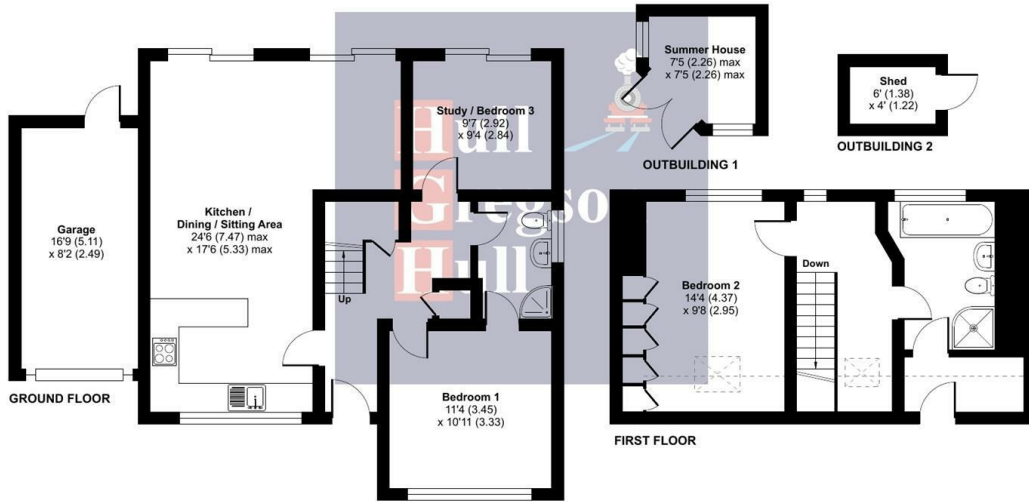 Summer House
7'5 (2.26) max
x 7'5 (2.26) max
Shed
6' (1.38)
x 4' (1.22)
Study / Bedroom 3
9'7 (2.92)
x 9'4 (2.84)
OUTBUILDING 1
OUTBUILDING 2
Hull
Gregso
Hull
Garage
16'9 (5.11)
x 8'2 (2.49)
Kitchen /
Dining / Sitting Area
24'6 (7.47) max
x 17'6 (5.33) max
Up
Down
Bedroom 2
14'4 (4.37)
x 9'8 (2.95)
GROUND FLOOR
Bedroom 1
11'4 (3.45)
x 10'11 (3.33)
FIRST FLOOR